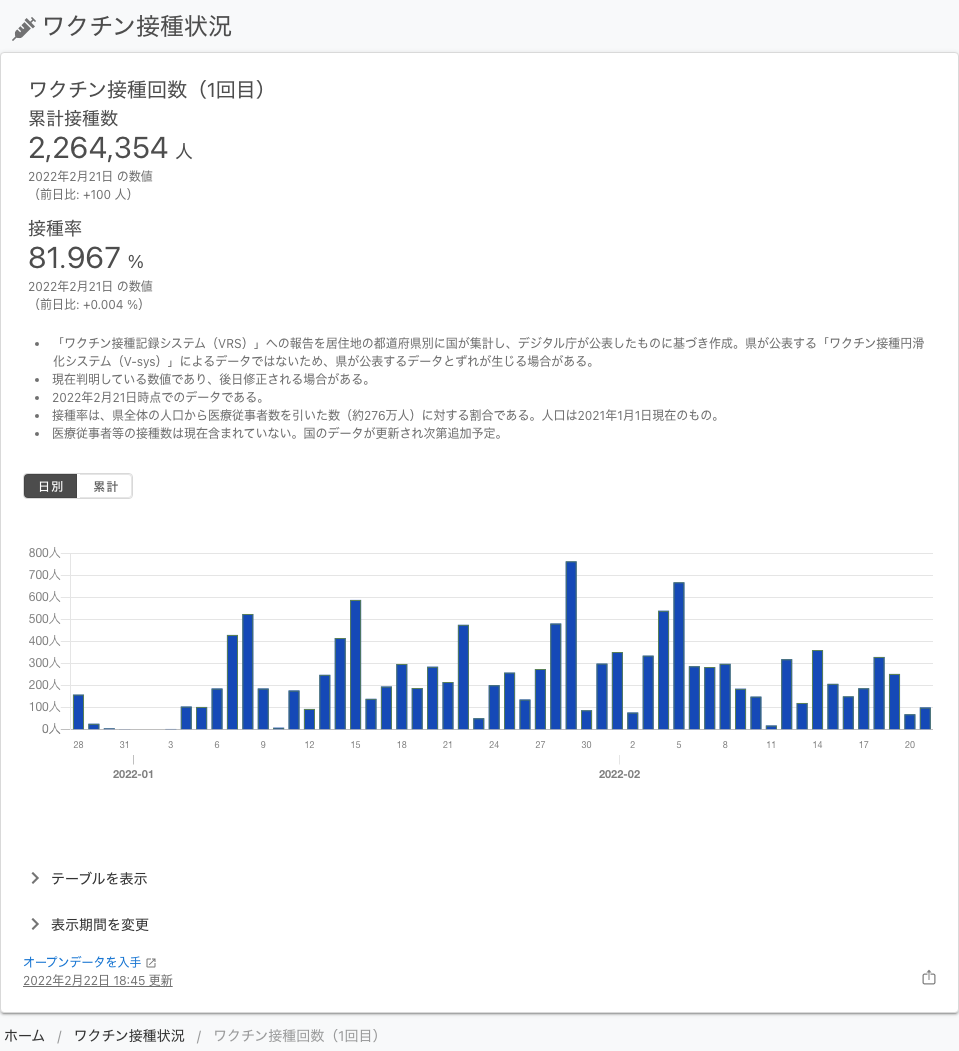 ワクチン接種状況
ワクチン接種回数（1回目）
累計接種数
2,264,354 人
2022年2月21日 の数値
（前日比: +100 人）
接種率
81.967 %
2022年2月21日 の数値
（前日比: +0.004 %）
• 「ワクチン接種記録システム（VRS）」への報告を居住地の都道府県別に国が集計し、デジタル庁が公表したものに基づき作成。県が公表する「ワクチン接種円滑
化システム（V-sys）」によるデータではないため、県が公表するデータとずれが生じる場合がある。
• 現在判明している数値であり、後日修正される場合がある。
• 2022年2月21日時点でのデータである。
• 接種率は、県全体の人口から医療従事者数を引いた数（約276万人）に対する割合である。人口は2021年1月1日現在のもの。
• 医療従事者等の接種数は現在含まれていない。国のデータが更新され次第追加予定。
日別 累計
800人
700人
600人
500人
400人
300人
200人
100人
0人
28 31 3 6 9 12 15 18 21 24 27 30 2 5 8 11 14 17 20
2022-01 2022-02
テーブルを表示
表示期間を変更
オープンデータを入手
2022年2月22日 18:45 更新
ホーム / ワクチン接種状況 / ワクチン接種回数（1回目）